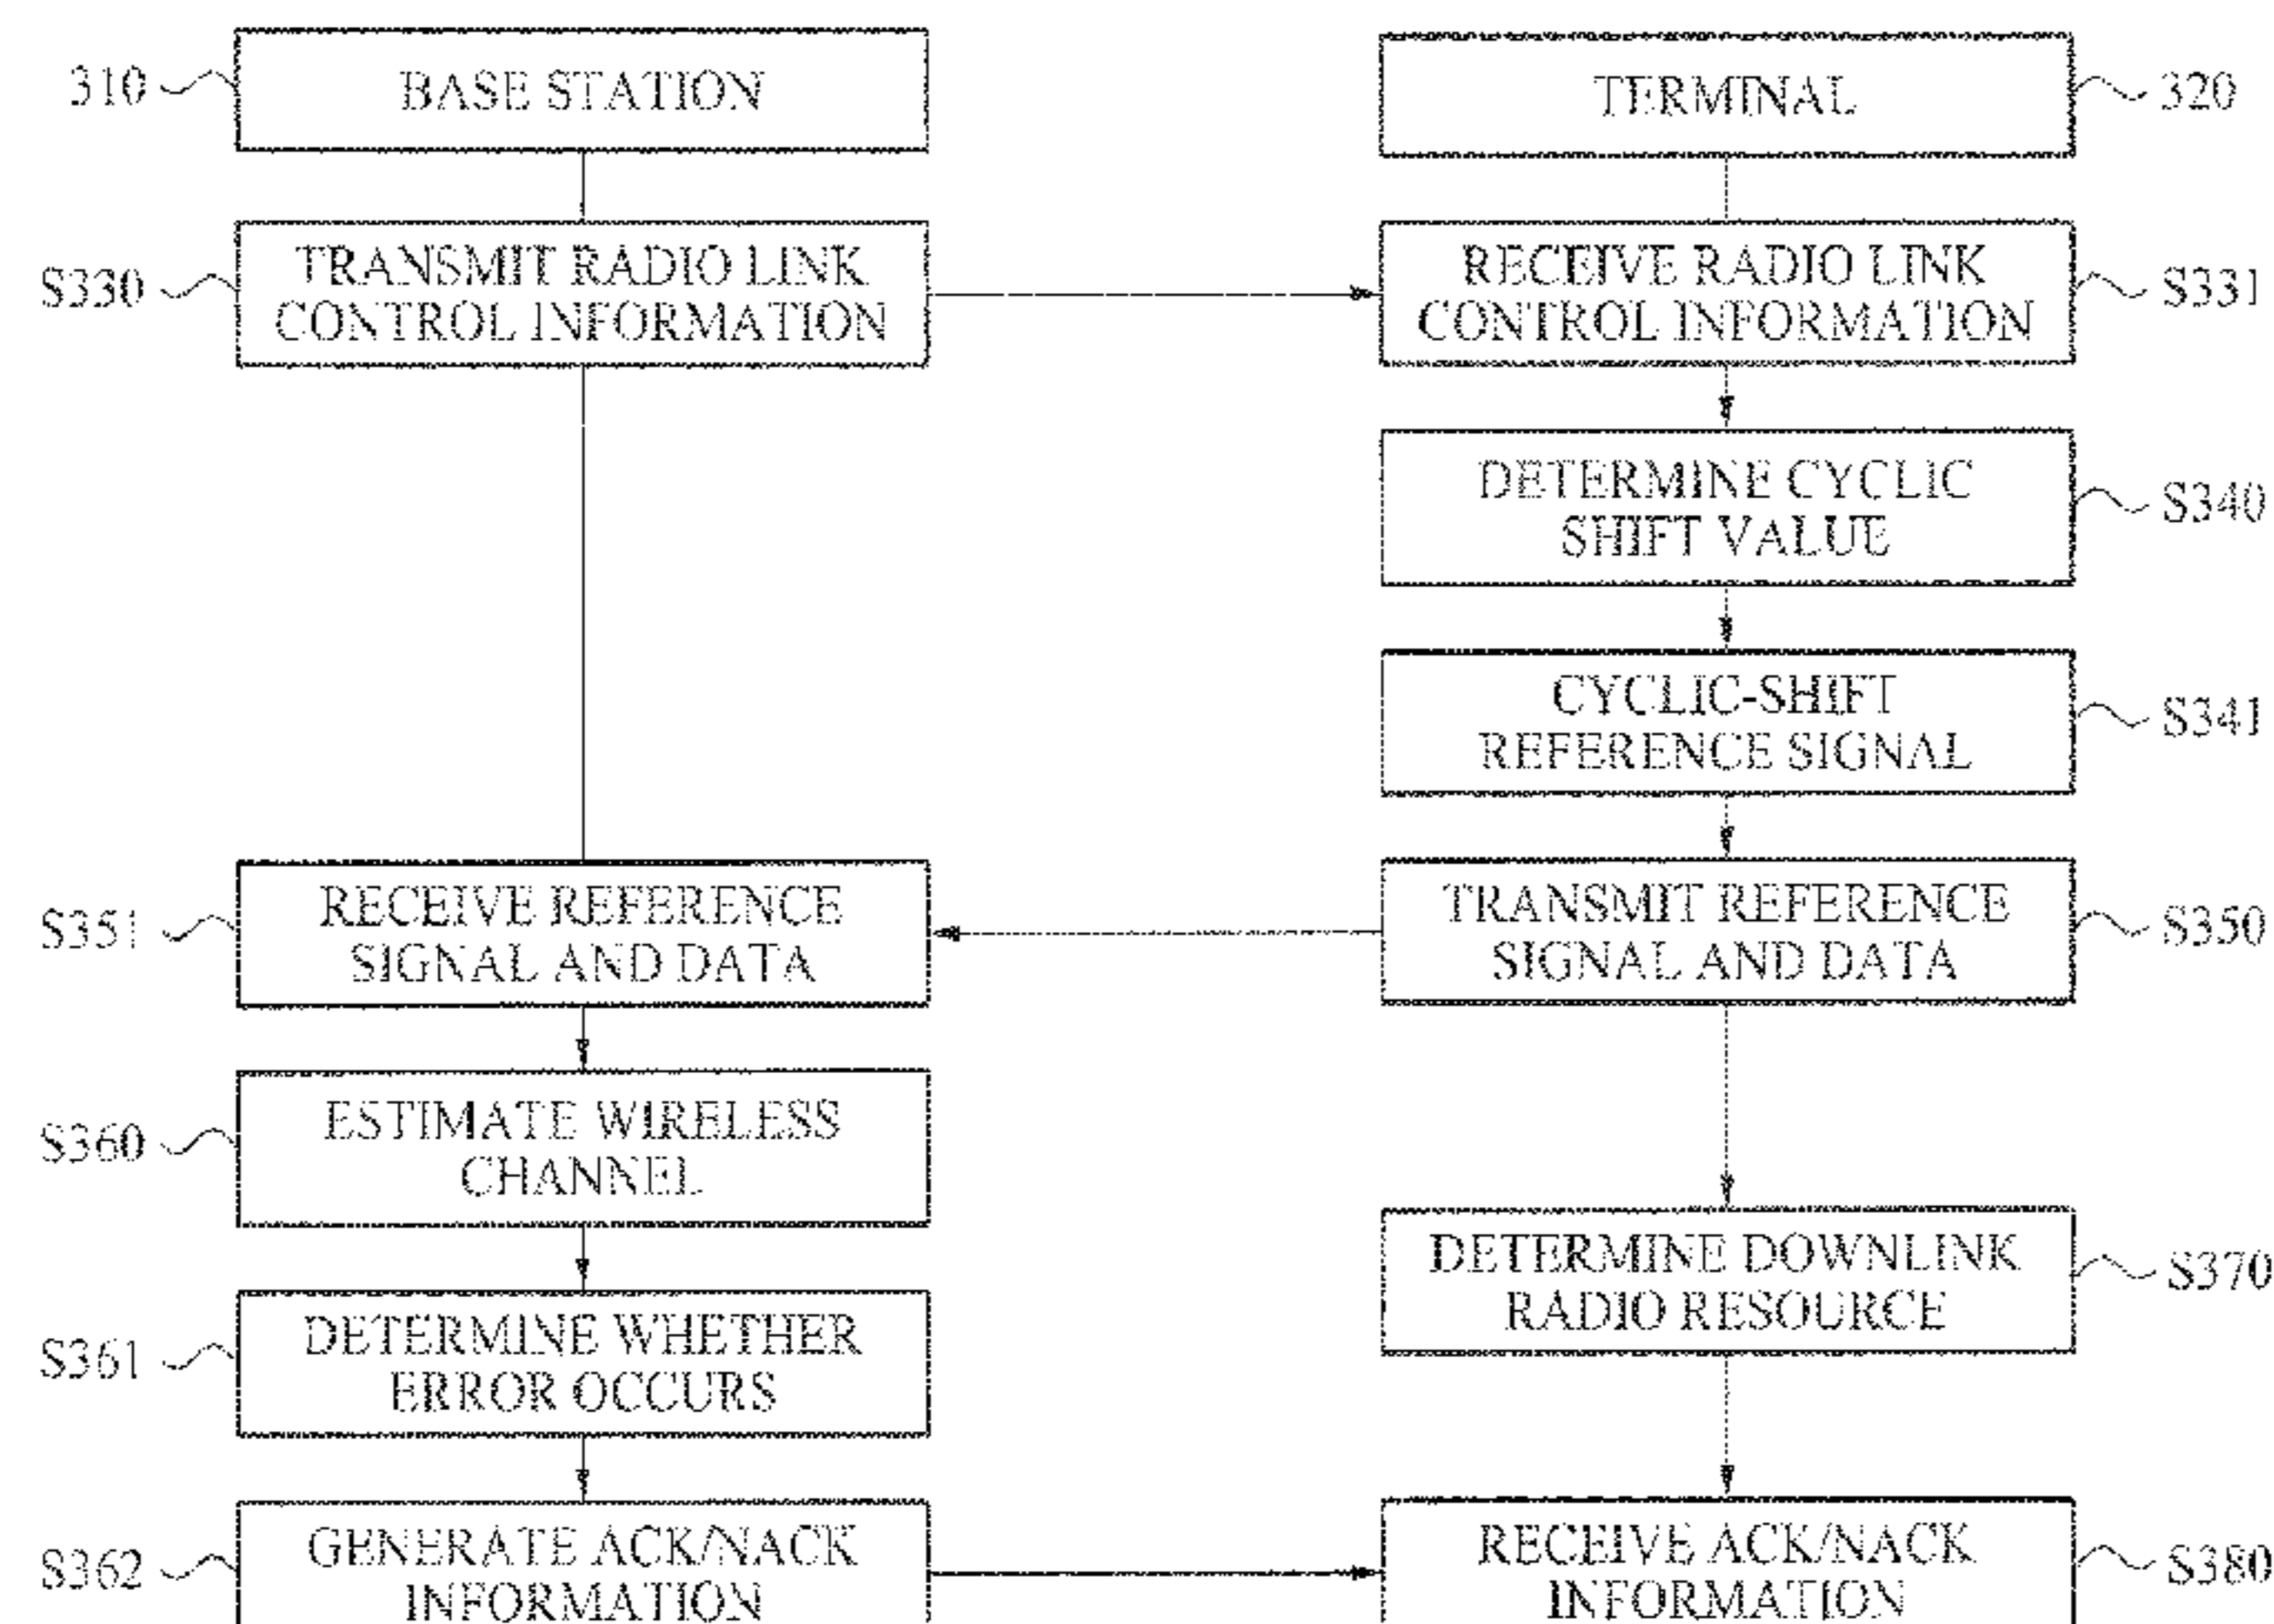 310
BASE STATION
TERMINAL
320
S330
TRANSMIT RADIO LINK
CONTROL INFORMATION
RECEIVE RADIO LINK
CONTROL INFORMATION
S331
DETERMINE CYCLIC
SHIFT VALUE
S340
CYCLIC-SHIFT
REFERENCE SIGNAL
S341
S351
RECEIVE REFERENCE
SIGNAL AND DATA
TRANSMIT REFERENCE
SIGNAL AND DATA
S350
S360
ESTIMATE WIRELESS
CHANNEL
DETERMINE DOWNLINK
RADIO RESOURCE
S370
S361
DETERMINE WHETHER
ERROR OCCURS
S362
GENERATE ACK/NACK
INFORMATION
RECEIVE ACK/NACK
INFORMATION
S380